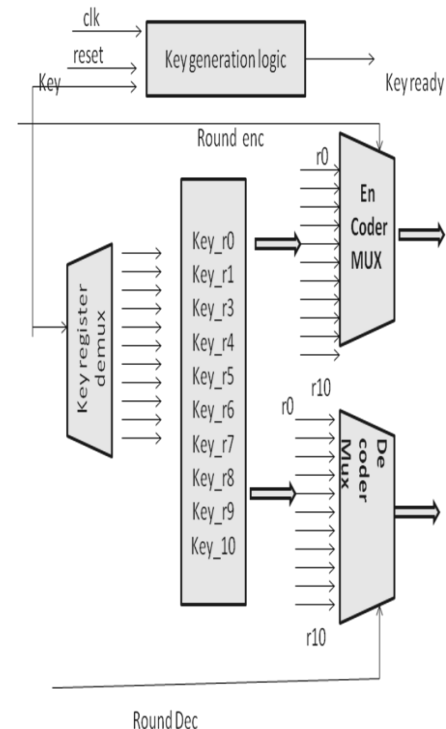 clk
reset
Key
Key generation logic
Key ready
Round enc
r0
En
Coder
MUX
Key register
demux
Key_r0
Key_r1
Key_r3
Key_r4
Key_r5
Key_r6
Key_r7
Key_r8
Key_r9
Key_10
r10
r0
De
coder
Mux
r10
Round Dec